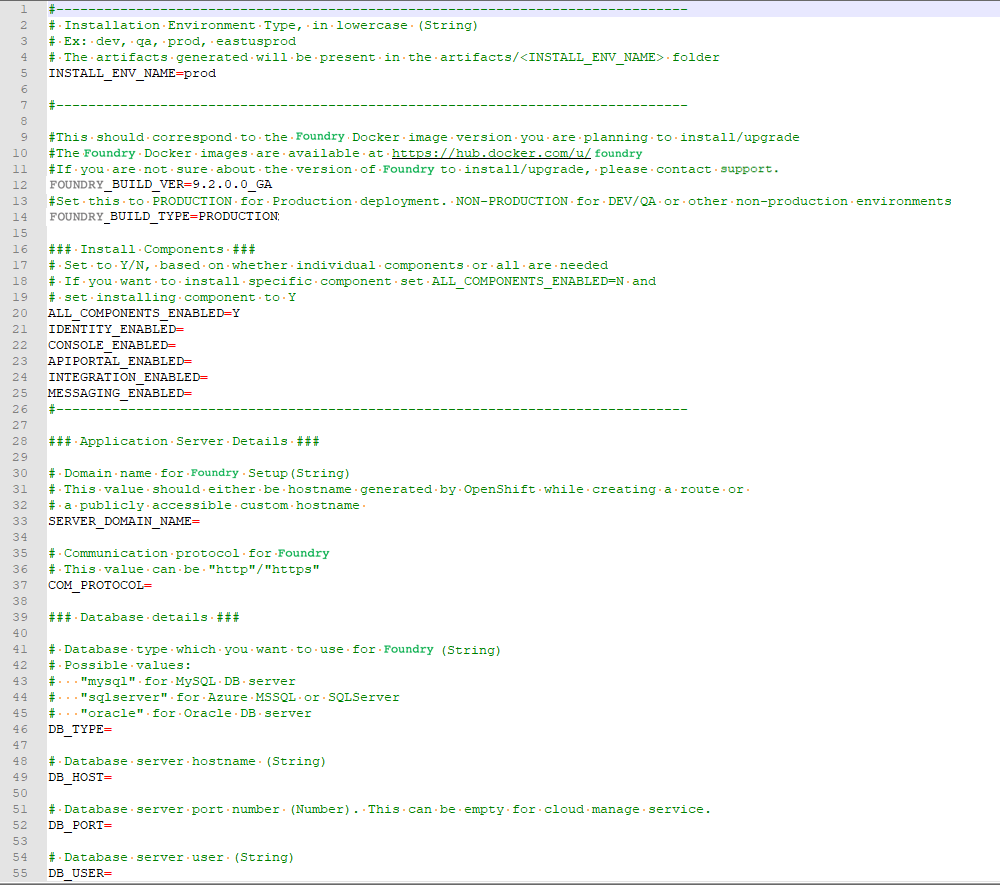 1 #-------------------------------------------------------------------------------
2 # Installation Environment Type, in lowercase (String)
3 # Ex: dev, qa, prod, eastusprod
4 # The artifacts generated will be present in the artifacts/<INSTALL_ENV_NAME> folder
5 INSTALL_ENV_NAME=prod
6
7 #-------------------------------------------------------------------------------
8
9 #This should correspond to the Foundry Docker image version you are planning to install/upgrade
10 #The Foundry Docker images are available at https://hub.docker.com/u/foundry
11 #If you are not sure about the version of Foundry to install/upgrade, please contact support.
12 FOUNDRY_BUILD_VER=9.2.0.0_GA
13 #Set this to PRODUCTION for Production deployment. NON-PRODUCTION for DEV/QA or other non-production environments
14 FOUNDRY_BUILD_TYPE=PRODUCTION
15
16 ### Install Components ###
17 # Set to Y/N, based on whether individual components or all are needed
18 # If you want to install specific component set ALL_COMPONENTS_ENABLED=N and
19 # set installing component to Y
20 ALL_COMPONENTS_ENABLED=Y
21 IDENTITY_ENABLED=
22 CONSOLE_ENABLED=
23 APIPORTAL_ENABLED=
24 INTEGRATION_ENABLED=
25 MESSAGING_ENABLED=
26 #-------------------------------------------------------------------------------
27
28 ### Application Server Details ###
29
30 # Domain name for Foundry Setup(String)
31 # This value should either be hostname generated by OpenShift while creating a route or
32 # a publicly accessible custom hostname
33 SERVER_DOMAIN_NAME=
34
35 # Communication protocol for Foundry
36 # This value can be "http"/"https"
37 COM_PROTOCOL=
38
39 ### Database details ###
40
41 # Database type which you want to use for Foundry (String)
42 # Possible values:
43 #   "mysql" for MySQL DB server
44 #   "sqlserver" for Azure MSSQL or SQLServer
45 #   "oracle" for Oracle DB server
46 DB_TYPE=
47
48 # Database server hostname (String)
49 DB_HOST=
50
51 # Database server port number (Number). This can be empty for cloud manage service.
52 DB_PORT=
53
54 # Database server user (String)
55 DB_USER=